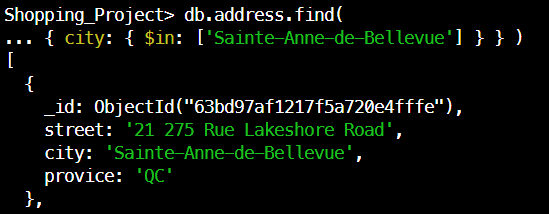 Shopping_Project> db.address.find(
... { city: { $in: ['Sainte-Anne-de-Bellevue'] } } )
[
  {
    _id: ObjectId("63bd97af1217f5a720e4fffe"),
    street: '21 275 Rue Lakeshore Road',
    city: 'Sainte-Anne-de-Bellevue',
    provice: 'QC'
  },